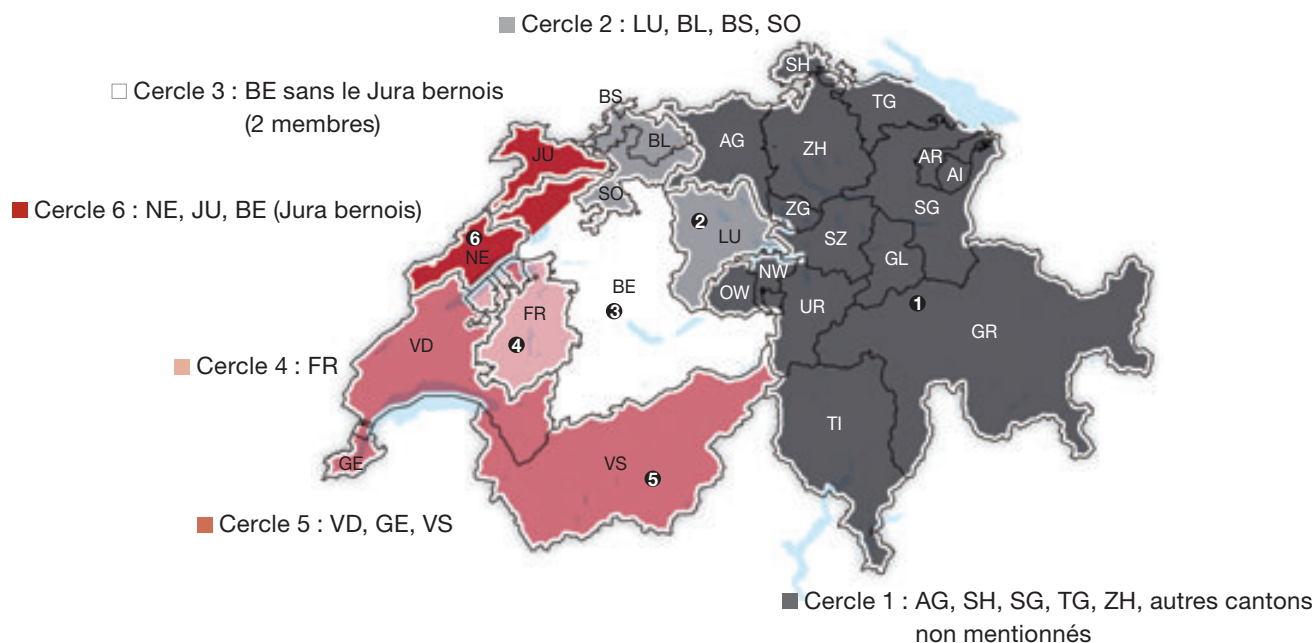 Cercle 2 : LU, BL, BS, SO
Cercle 3 : BE sans le Jura bernois
(2 membres)
Cercle 6 : NE, JU, BE (Jura bernois)
Cercle 4 : FR
Cercle 5 : VD, GE, VS
Cercle 1 : AG, SH, SG, TG, ZH, autres cantons
non mentionnés
SH
BS
TG
BL
AG
ZH
JU
AR
AI
SO
ZG
SG
2
LU
SZ
6
NE
GL
NW
BE
OW
UR
1
3
FR
GR
4
VD
TI
GE
VS
5